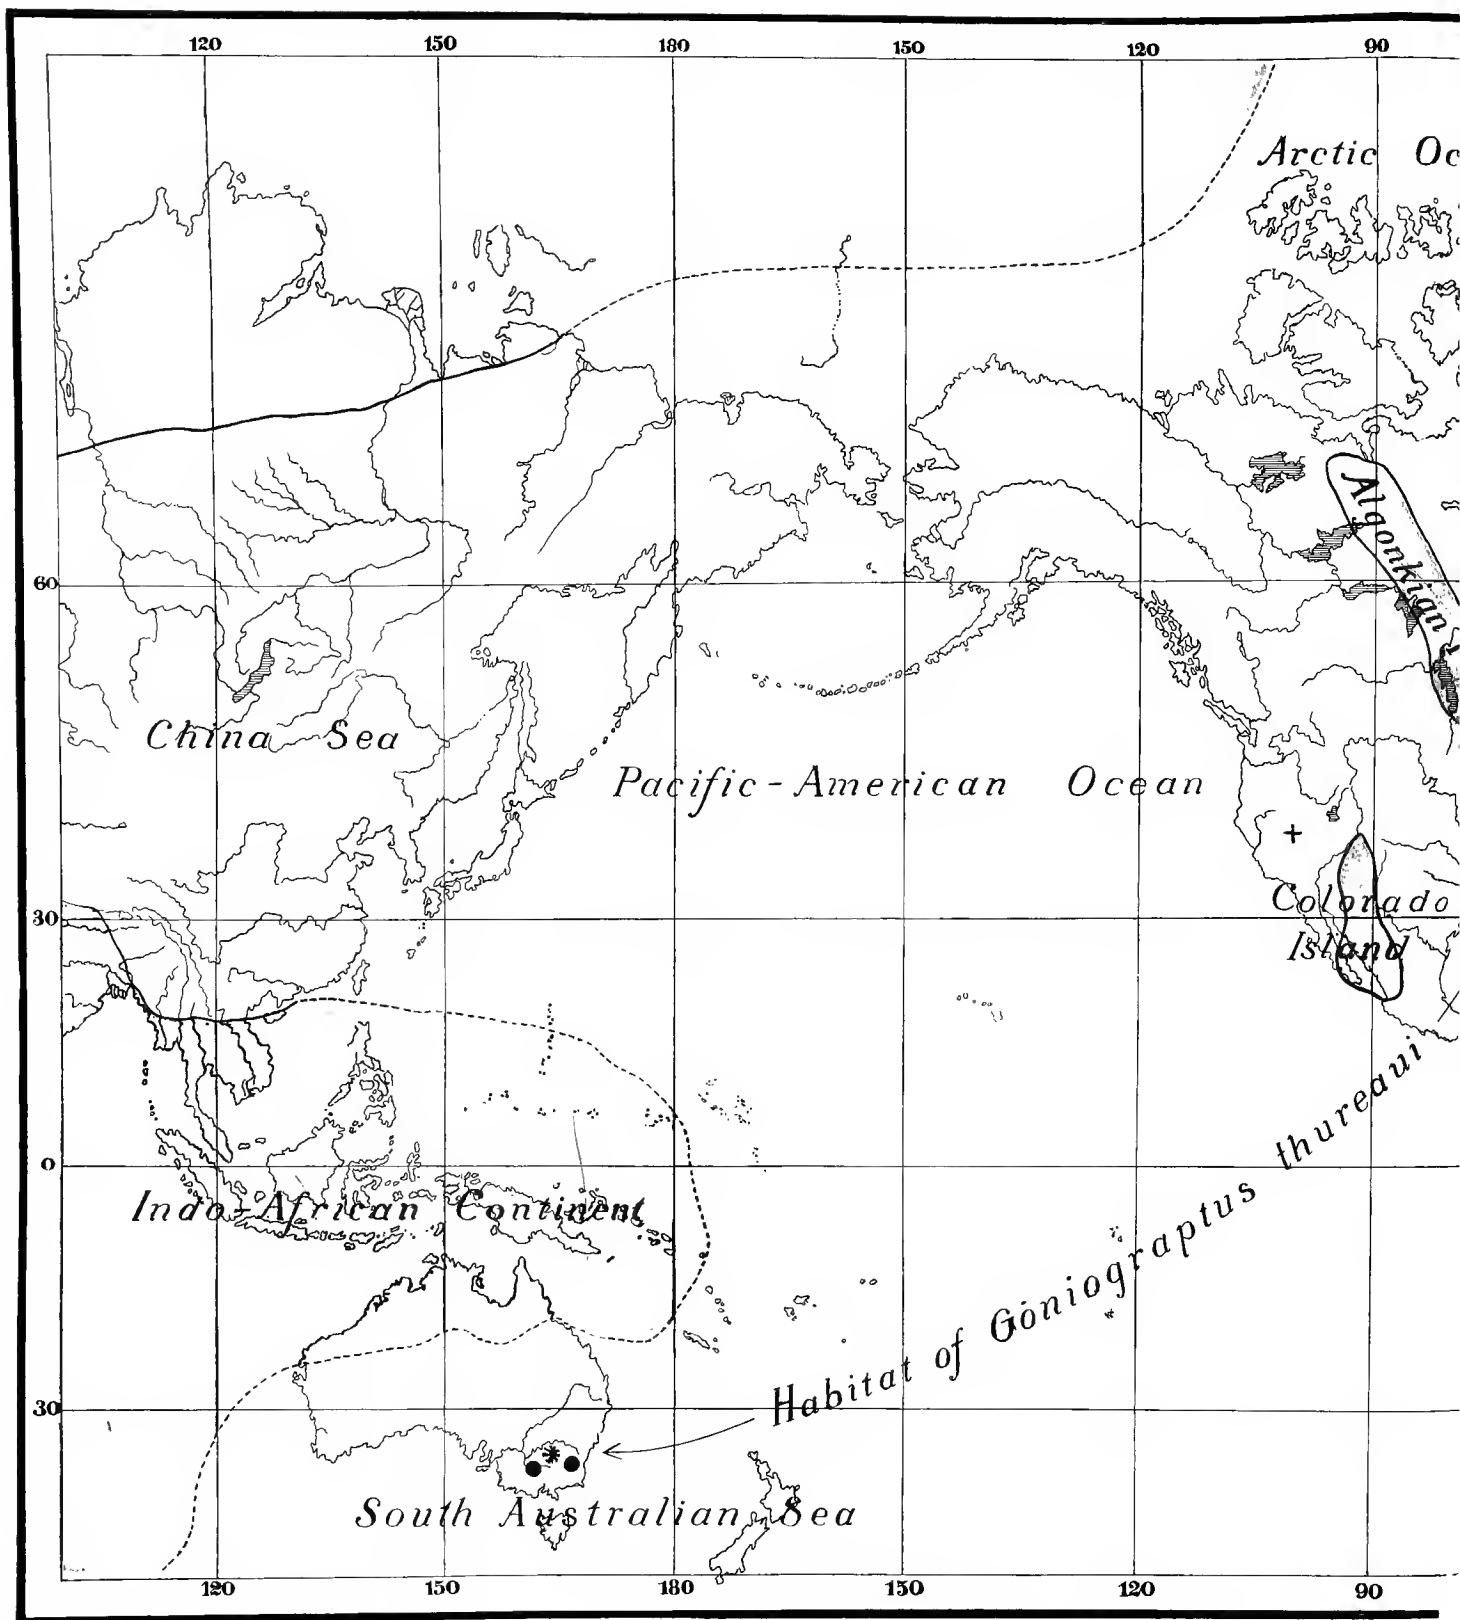 120 150 180 150 120 90
Arctic Oc
Algonkian
60
China Sea
Pacific-American Ocean
Colorado
Island
30
thureaui
0
Indo-African Continent
Habitat of Goniograptus
30
South Australian Sea
120 150 180 150 120 90